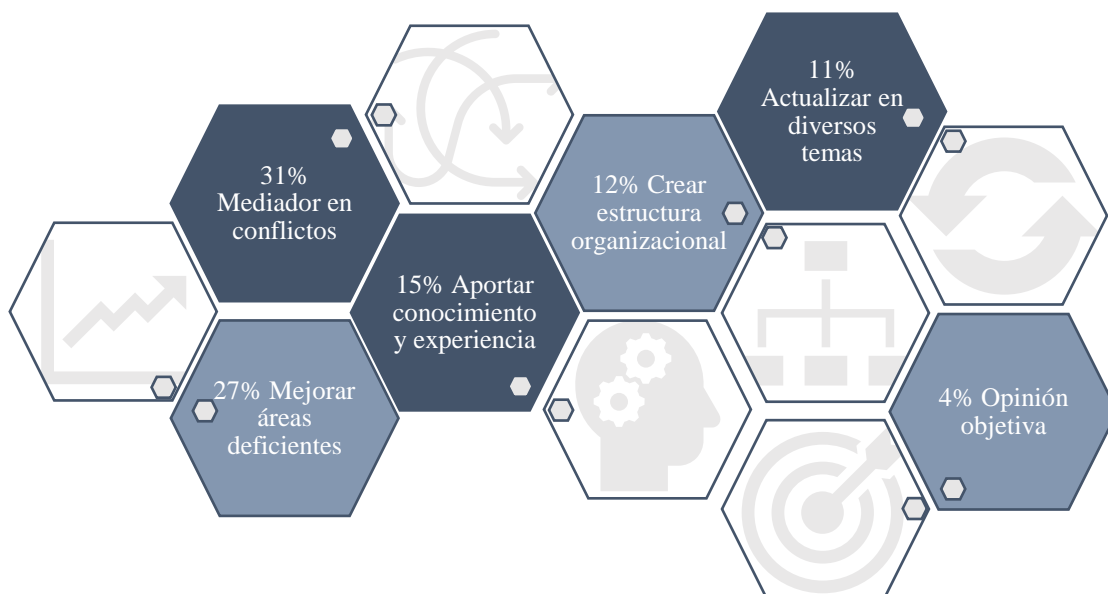 31%
Mediador en
conflictos
27% Mejorar
áreas
deficientes
15% Aportar
conocimiento
y experiencia
12% Crear
estructura
organizacional
11%
Actualizar en
diversos
temas
4% Opinión
objetiva